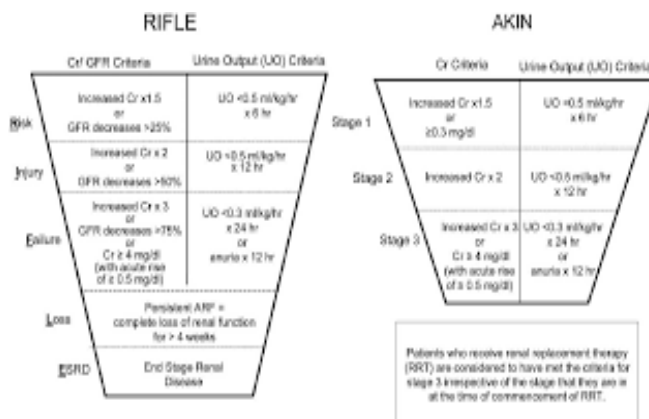 RIFLE
Cr/ GFR Criteria
Urine Output (UO) Criteria
Risk
Increased Cr x1.5
or
GFR decreases >25%
UO <0.5 ml/kg/hr
x 6 hr
Injury
Increased Cr x 2
or
GFR decreases >50%
UO <0.5 ml/kg/hr
x 12 hr
Failure
Increased Cr x 3
or
GFR decreases >75%
or
Cr ≥ 4 mg/dl
(with acute rise
of ≥ 0.5 mg/dl)
UO <0.3 ml/kg/hr
x 24 hr
or
anuria x 12 hr
Loss
Persistent ARF =
complete loss of renal function
for > 4 weeks
ESRD
End Stage Renal
Disease
AKIN
Cr Criteria
Urine Output (UO) Criteria
Stage 1
Increased Cr x1.5
or
≥0.3 mg/dl
UO <0.5 ml/kg/hr
x 6 hr
Stage 2
Increased Cr x 2
UO <0.5 ml/kg/hr
x 12 hr
Stage 3
Increased Cr x 3
or
Cr ≥ 4 mg/dl
(with acute rise
of ≥ 0.5 mg/dl)
UO <0.3 ml/kg/hr
x 24 hr
or
anuria x 12 hr
Patients who receive renal replacement therapy
(RRT) are considered to have met the criteria for
stage 3 irrespective of the stage that they are in
at the time of commencement of RRT.